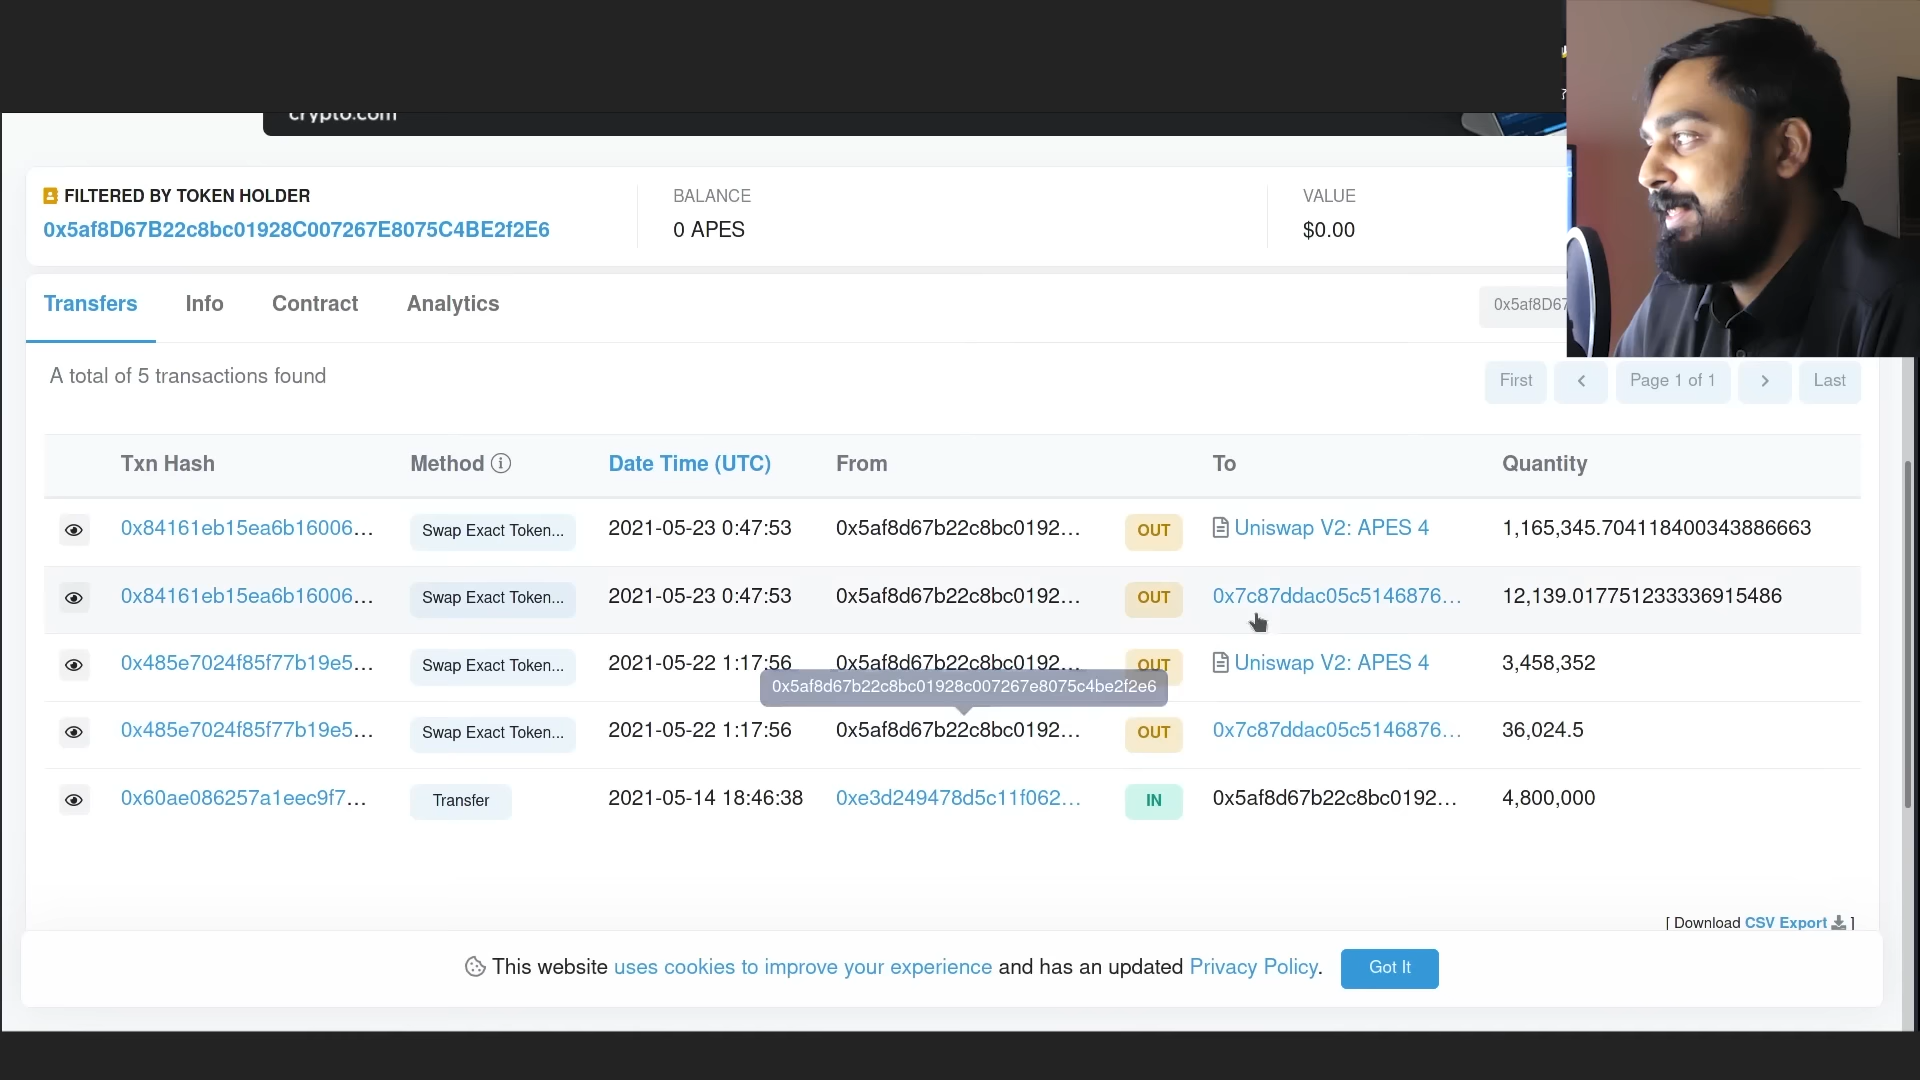 crypto.com
FILTERED BY TOKEN HOLDER
0x5af8D67B22c8bc01928C007267E8075C4BE2f2E6
BALANCE
0 APES
VALUE
$0.00
Transfers Info Contract Analytics
0x5af8D67
A total of 5 transactions found
First Page 1 of 1 Last
Txn Hash Method Date Time (UTC) From To Quantity
0x84161eb15ea6b16006... Swap Exact Token... 2021-05-23 0:47:53 0x5af8d67b22c8bc0192... OUT Uniswap V2: APES 4 1,165,345.704118400343886663
0x84161eb15ea6b16006... Swap Exact Token... 2021-05-23 0:47:53 0x5af8d67b22c8bc0192... OUT 0x7c87ddac05c5146876... 12,139.017751233336915486
0x485e7024f85f77b19e5... Swap Exact Token... 2021-05-22 1:17:56 0x5af8d67b22c8bc0192... OUT Uniswap V2: APES 4 3,458,352
0x5af8d67b22c8bc01928c007267e8075c4be2f2e6
0x485e7024f85f77b19e5... Swap Exact Token... 2021-05-22 1:17:56 0x5af8d67b22c8bc0192... OUT 0x7c87ddac05c5146876... 36,024.5
0x60ae086257a1eec9f7... Transfer 2021-05-14 18:46:38 0xe3d249478d5c11f062... IN 0x5af8d67b22c8bc0192... 4,800,000
[ Download CSV Export ]
This website uses cookies to improve your experience and has an updated Privacy Policy. Got It